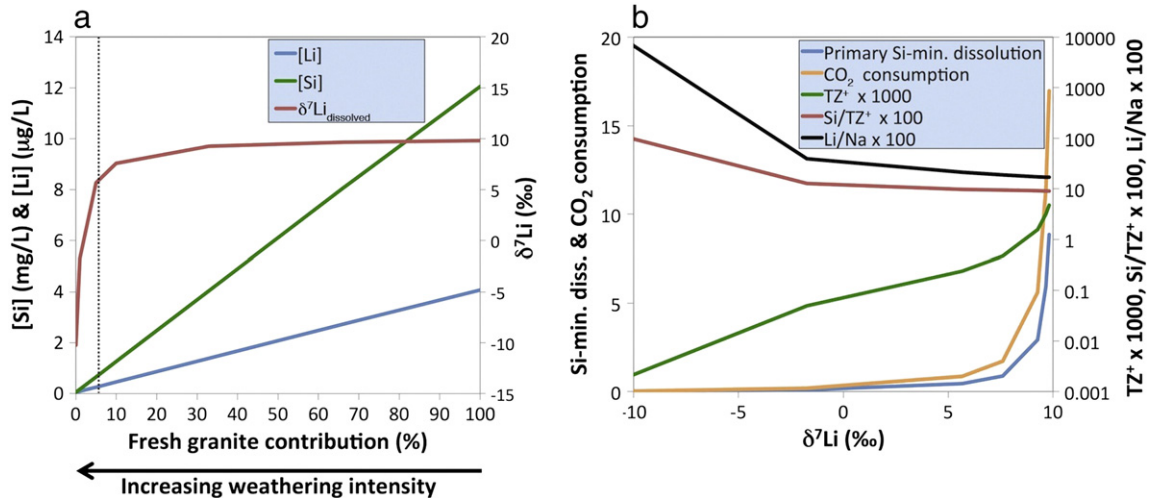 a
[Si] (mg/L) & [Li] (µg/L)
14
12
10
8
6
4
2
0
[Li]
[Si]
δ⁷Li dissolved
20
15
10
5
0
-5
-10
-15
δ⁷Li (‰)
0 10 20 30 40 50 60 70 80 90 100
Fresh granite contribution (%)
Increasing weathering intensity
b
Si-min. diss. & CO₂ consumption
20
15
10
5
0
Primary Si-min. dissolution
CO₂ consumption
TZ⁺ x 1000
Si/TZ⁺ x 100
Li/Na x 100
10000
1000
100
10
1
0.1
0.01
0.001
TZ⁺ x 1000, Si/TZ⁺ x 100, Li/Na x 100
-10 -5 0 5 10
δ⁷Li (‰)